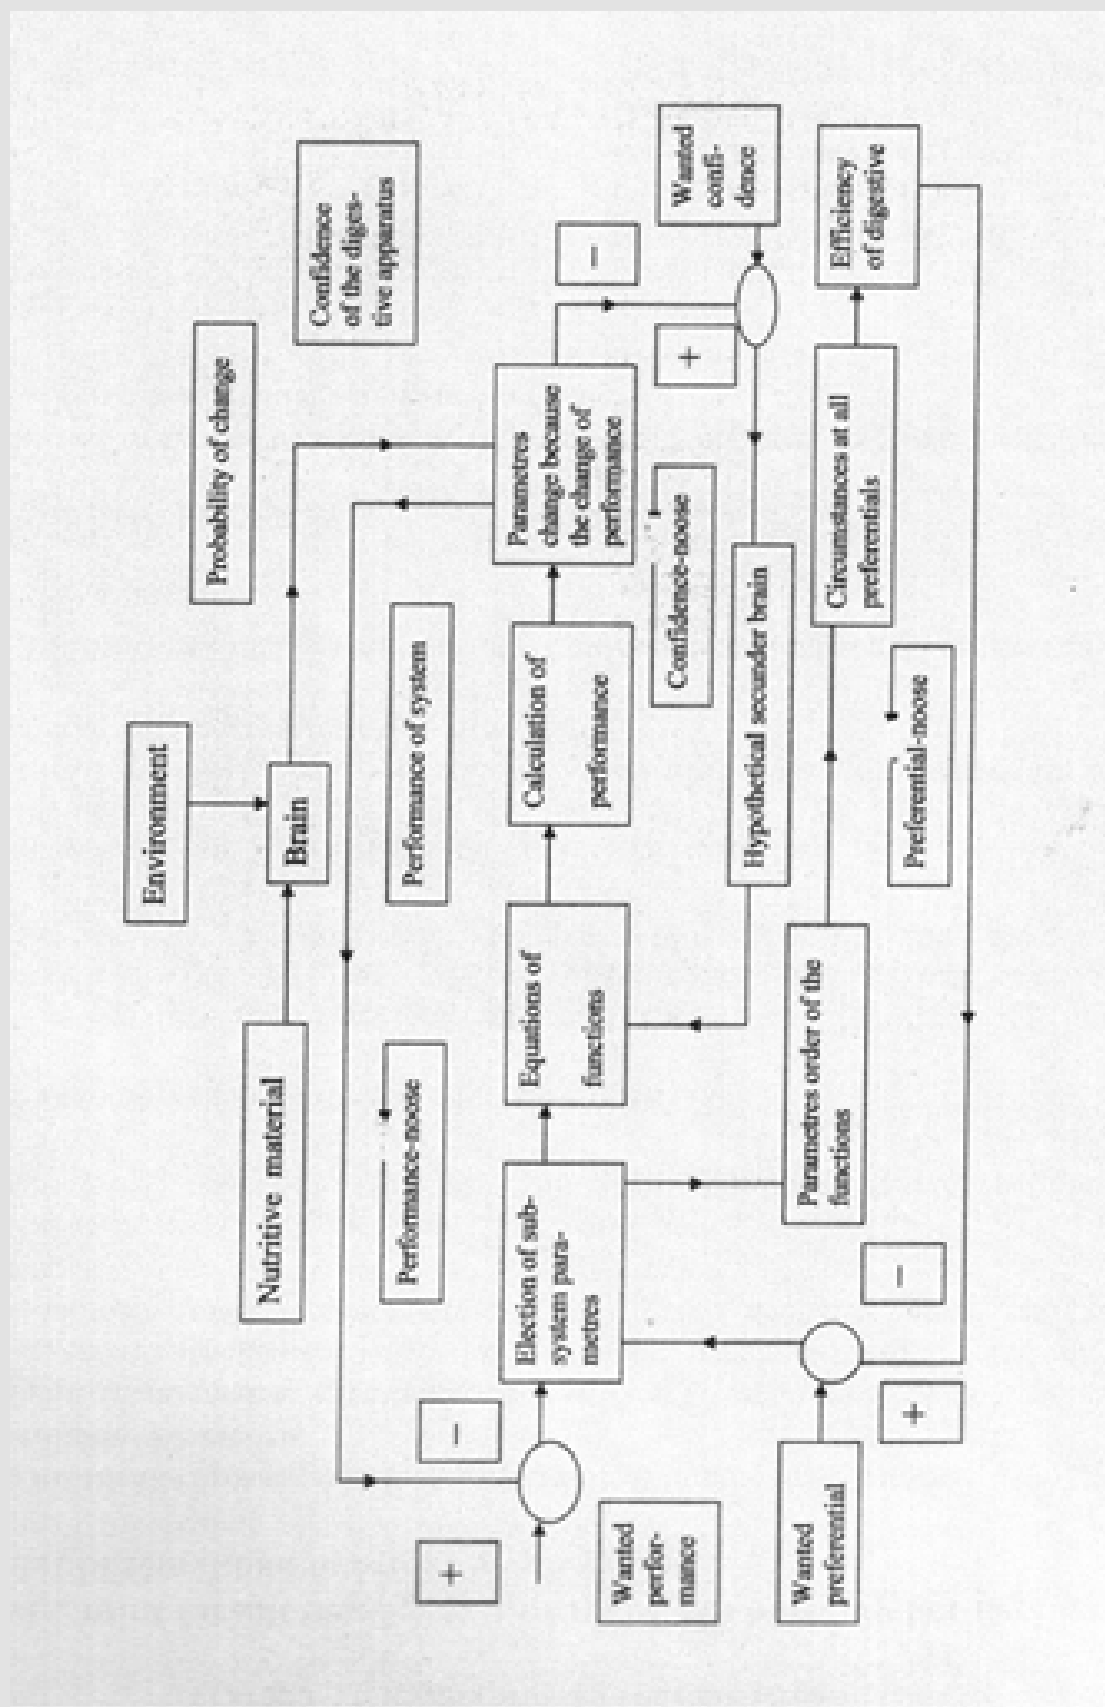 Environment
Probability of change
Nutritive material
Brain
Confidence
of the diges-
tive apparatus
Performance-noose
Performance of system
+
−
−
Election of sub-
system para-
metres
Equations of
functions
Calculation of
performance
Parametres
change because
the change of
performance
Wanted
perfor-
mance
Confidence-noose
+
Wanted
confi-
dence
Hypothetical secunder brain
Wanted
preferential
+
−
Parametres order of the
functions
Circumstances at all
preferentials
Efficiency
of digestive
Preferential-noose